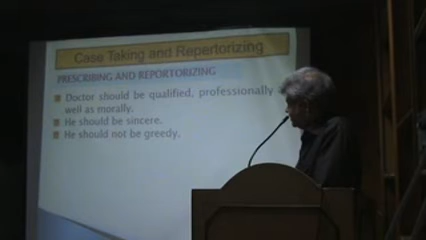 Case Taking and Repertorizing
PRESCRIBING AND REPORTORIZING
Doctor should be qualified, professionally
well as morally.
He should be sincere.
He should not be greedy.